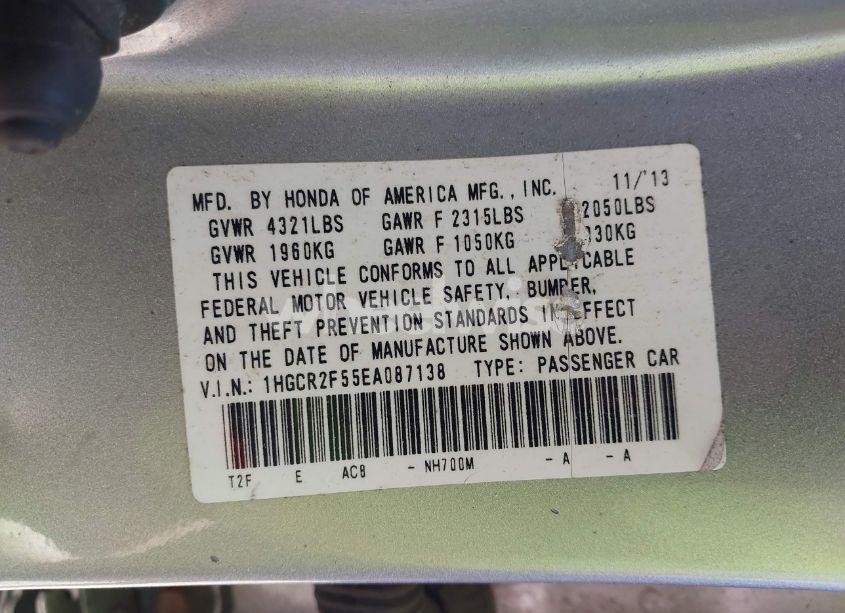 MFD. BY HONDA OF AMERICA MFG., INC. 11/'13
GVWR 4321LBS GAWR F 2315LBS 2050LBS
GVWR 1960KG GAWR F 1050KG 30KG
THIS VEHICLE CONFORMS TO ALL APPLICABLE
FEDERAL MOTOR VEHICLE SAFETY, BUMPER,
AND THEFT PREVENTION STANDARDS IN EFFECT
ON THE DATE OF MANUFACTURE SHOWN ABOVE.
V.I.N.: 1HGCR2F55EA087138 TYPE: PASSENGER CAR
T2F E AC8 - NH700M - A - A